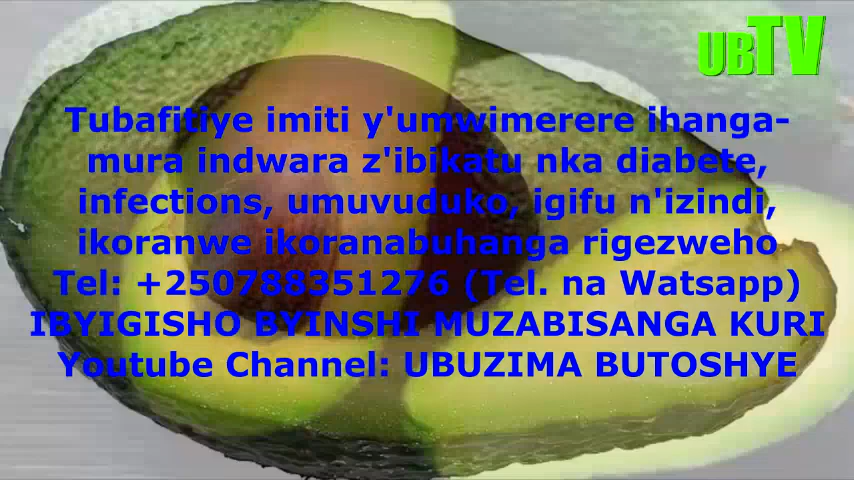 UBTV
Tubafitiye imiti y'umwimerere ihanga-
mura indwara z'ibikatu nka diabete,
infections, umuvuduko, igifu n'izindi,
ikoranwe ikoranabuhanga rigezweho
Tel: +250788351276 (Tel. na Watsapp)
IBYIGISHO BYINSHI MUZABISANGA KURI
Youtube Channel: UBUZIMA BUTOSHYE